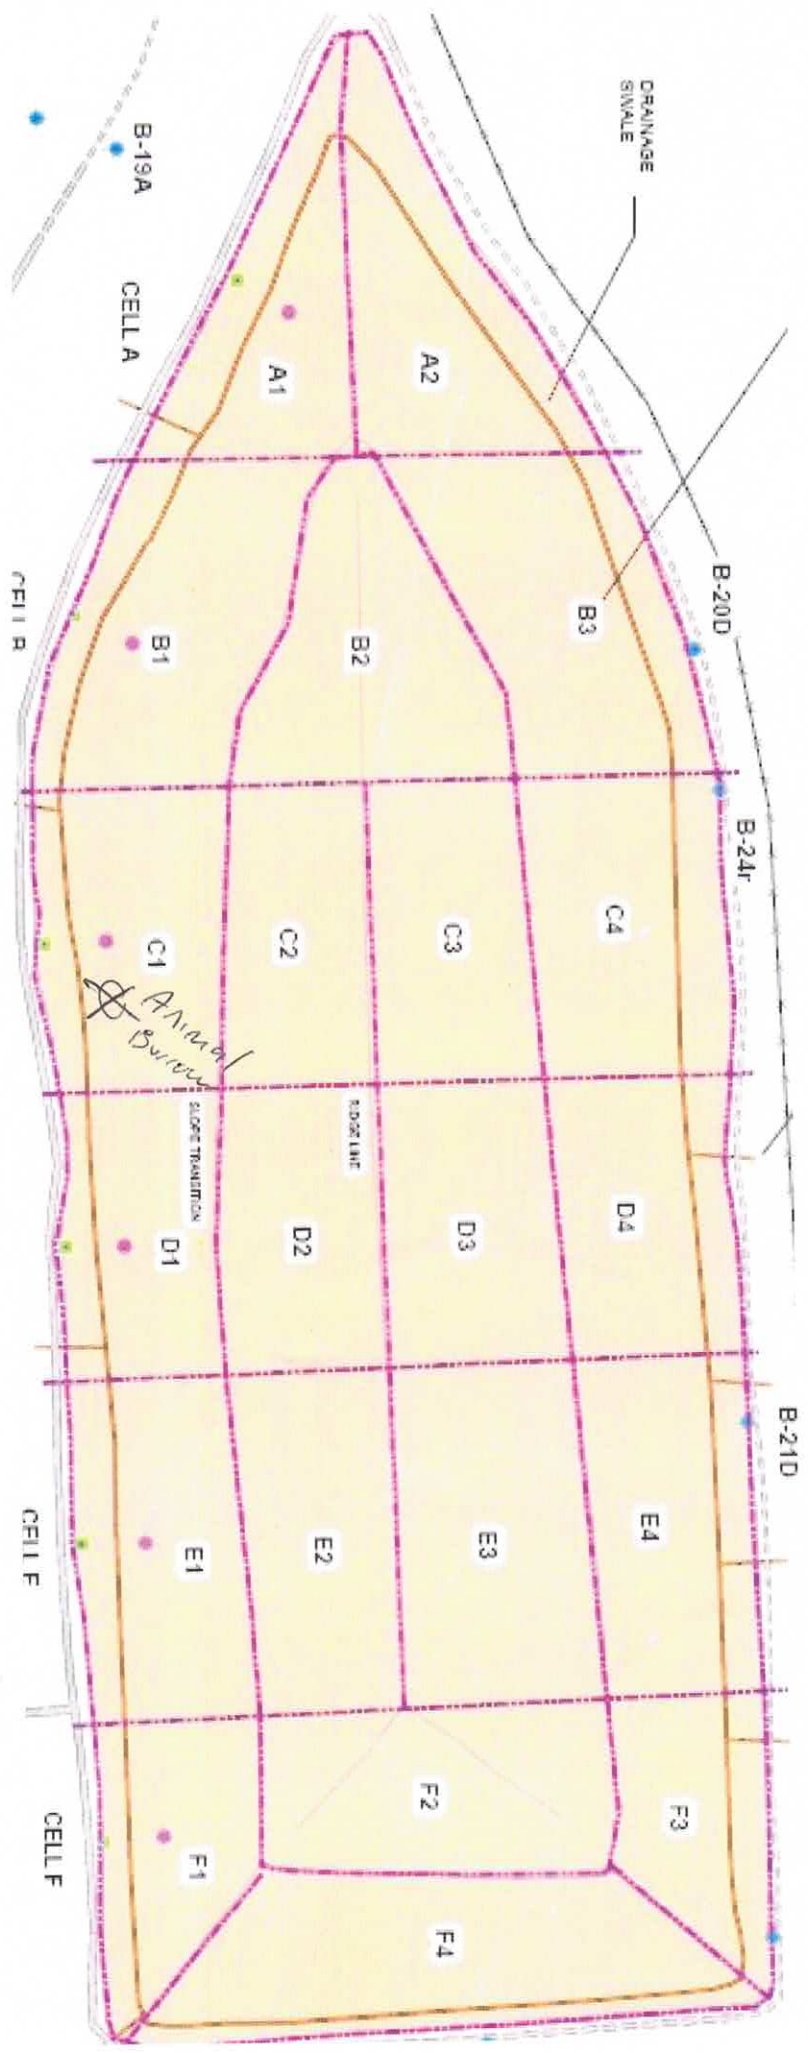 DRAINAGE
SWALE
B-19A
CELL A
A1
A2
B-20D
B1
B2
B3
B-24r
C1
C2
C3
C4
Animal
Burrow
SLOPE TRANSITION
RIDGE LINE
D1
D2
D3
D4
B-21D
E1
E2
E3
E4
CELL F
F1
F2
F3
F4